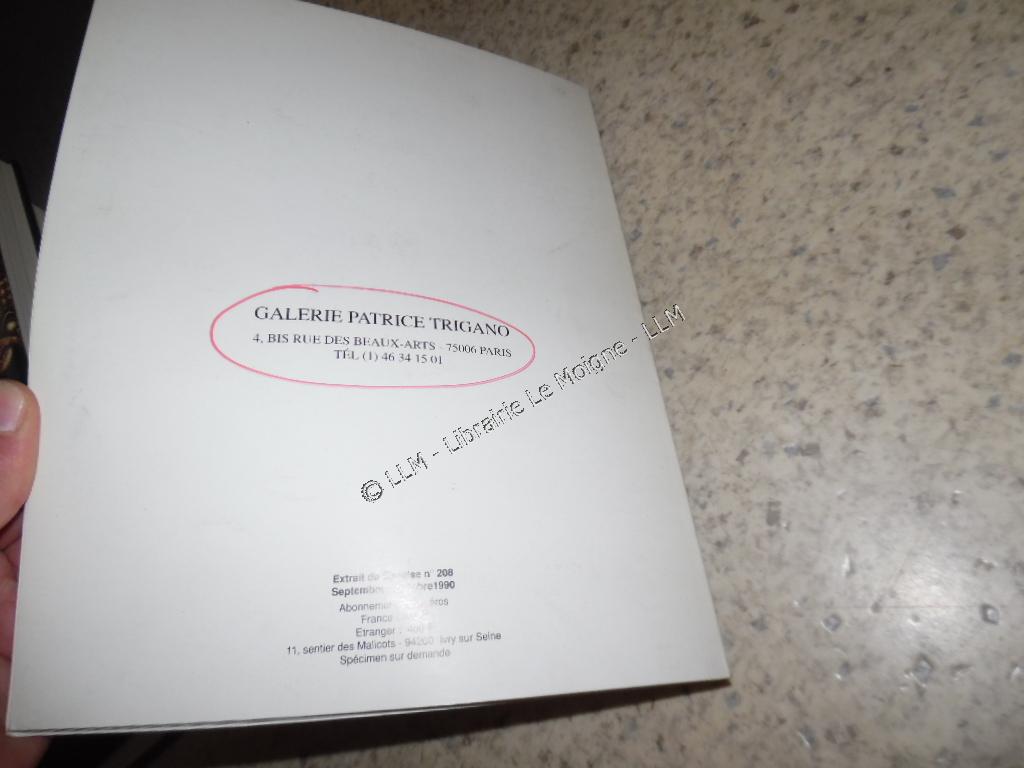 GALERIE PATRICE TRIGANO
4, BIS RUE DES BEAUX-ARTS - 75006 PARIS
TÉL (1) 46 34 15 01
© LLM - Librairie Le Moigne - LLM
Extrait de n° 208
1990
France
Etranger :
11, sentier des Malicots - 94200 Ivry sur Seine
Spécimen sur demande